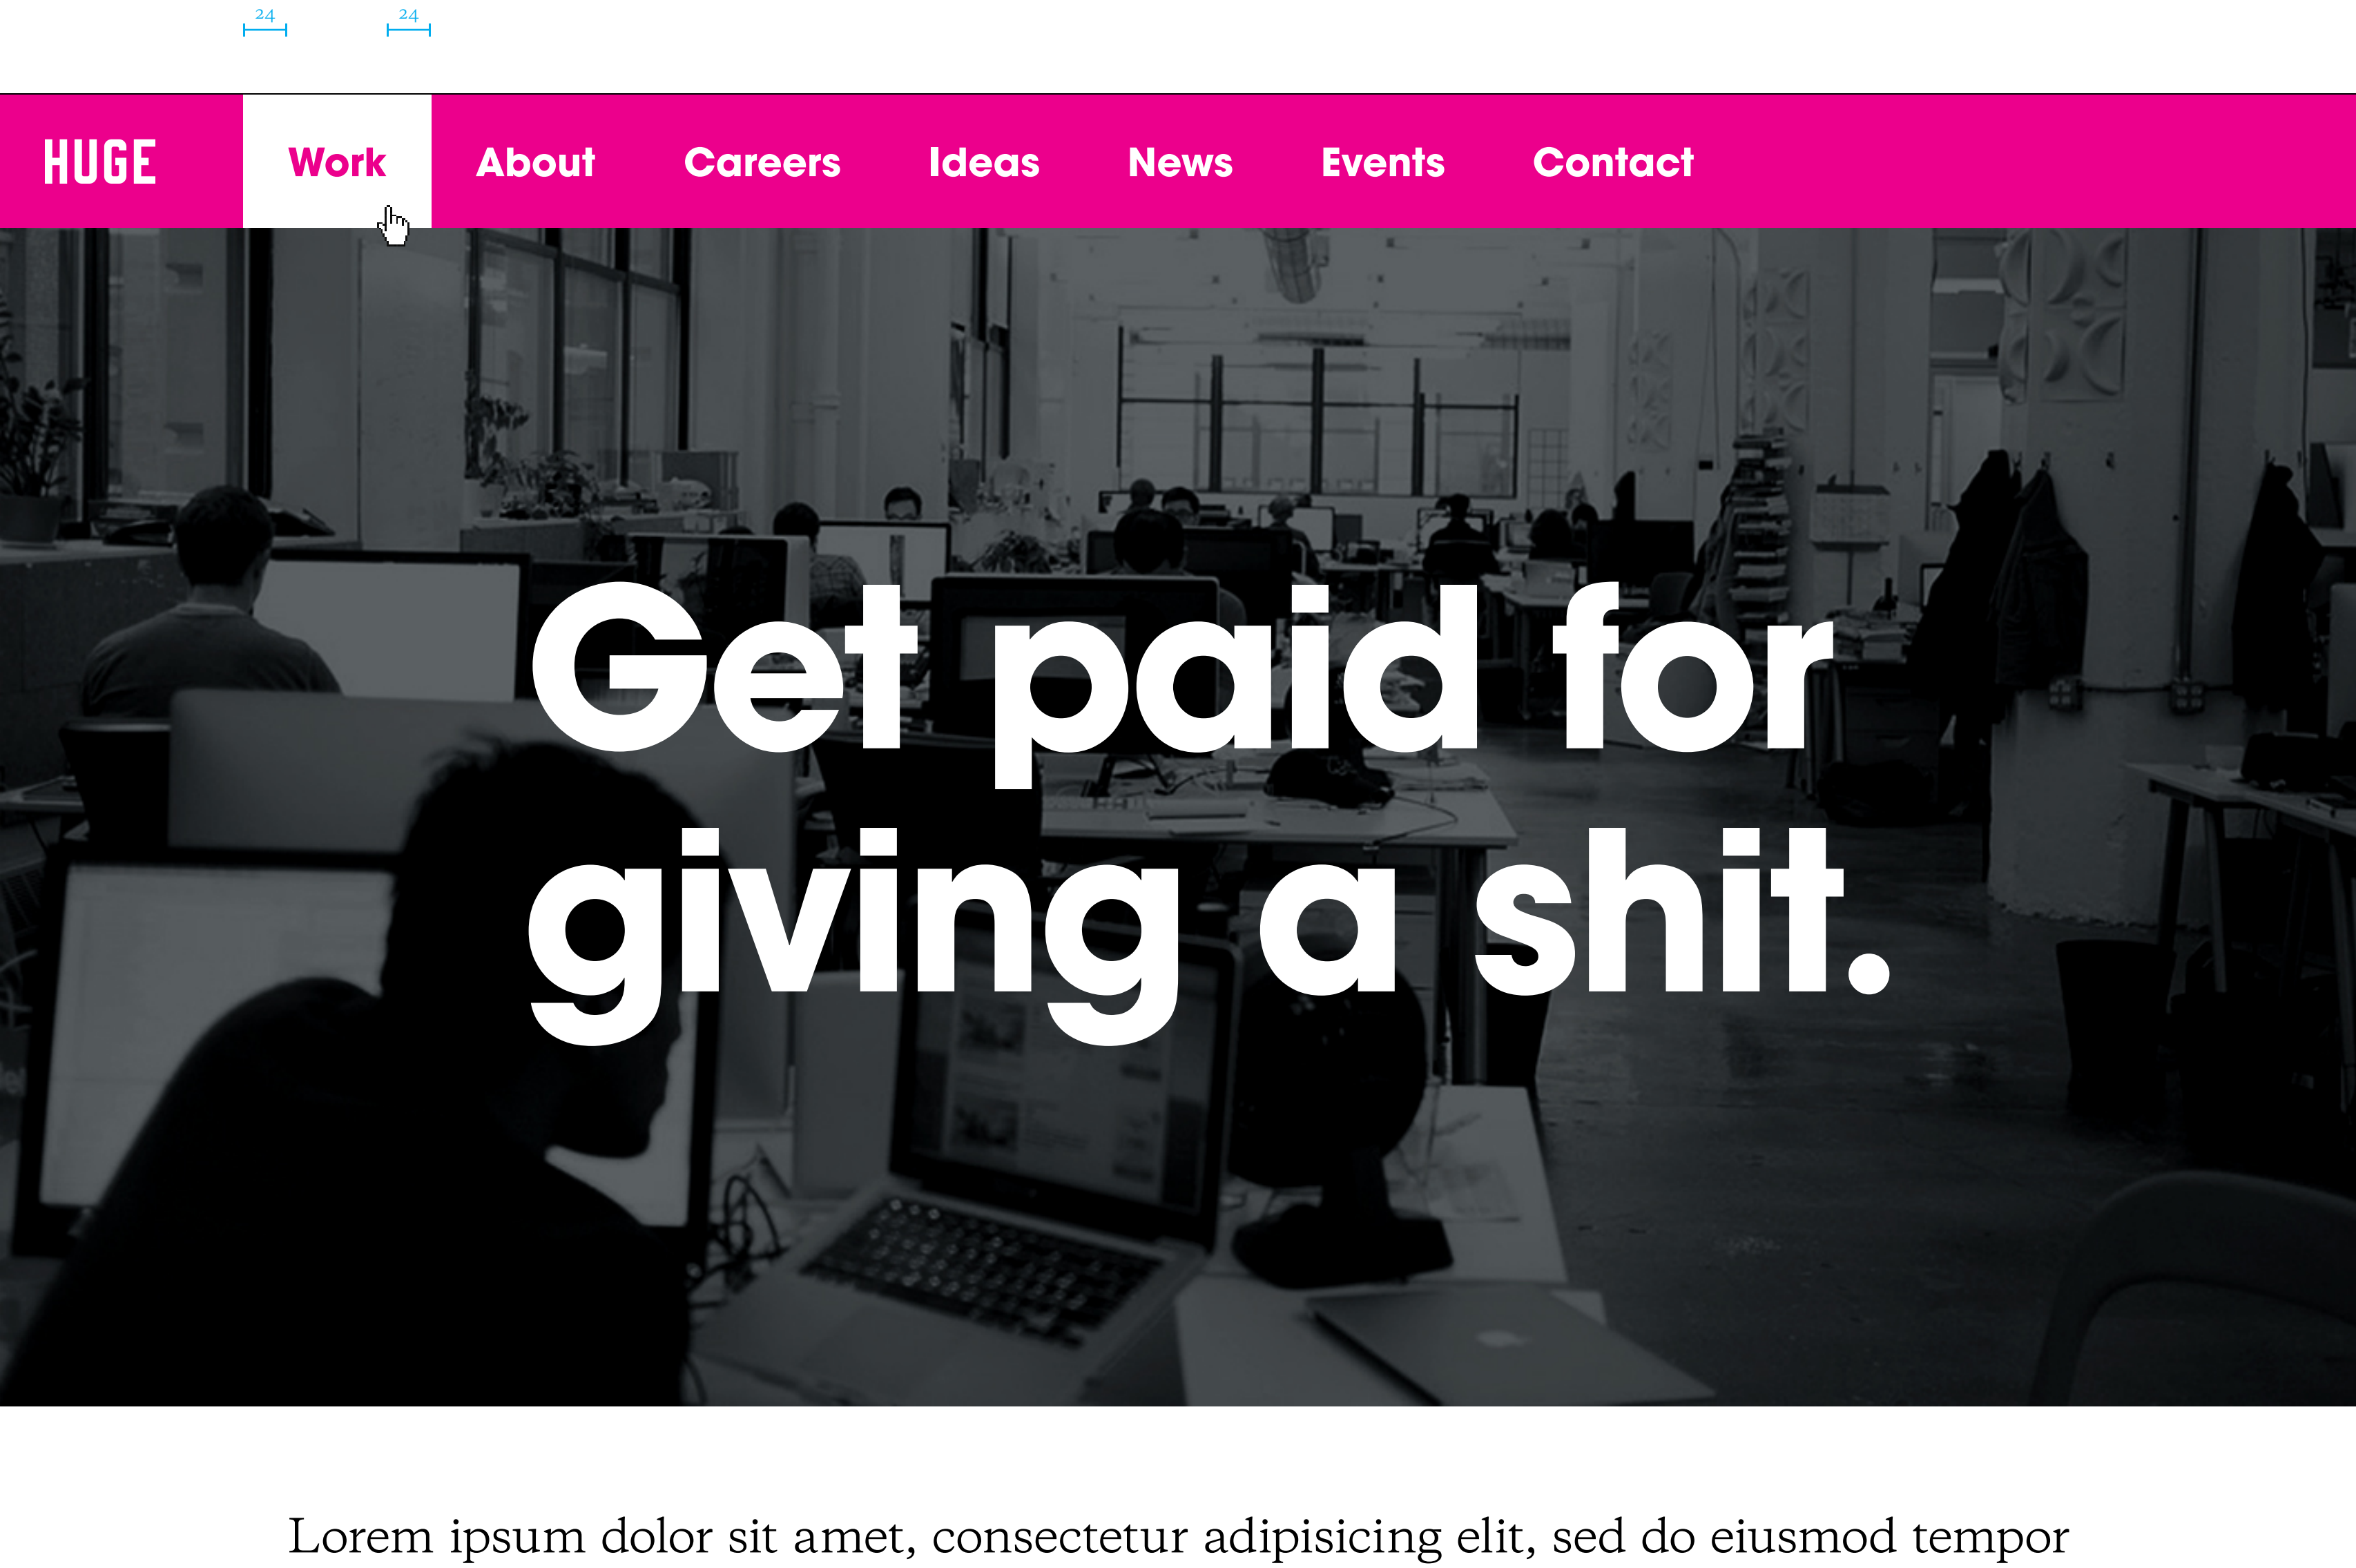 24 24
HUGE Work About Careers Ideas News Events Contact
Get paid for
giving a shit.
Lorem ipsum dolor sit amet, consectetur adipisicing elit, sed do eiusmod tempor